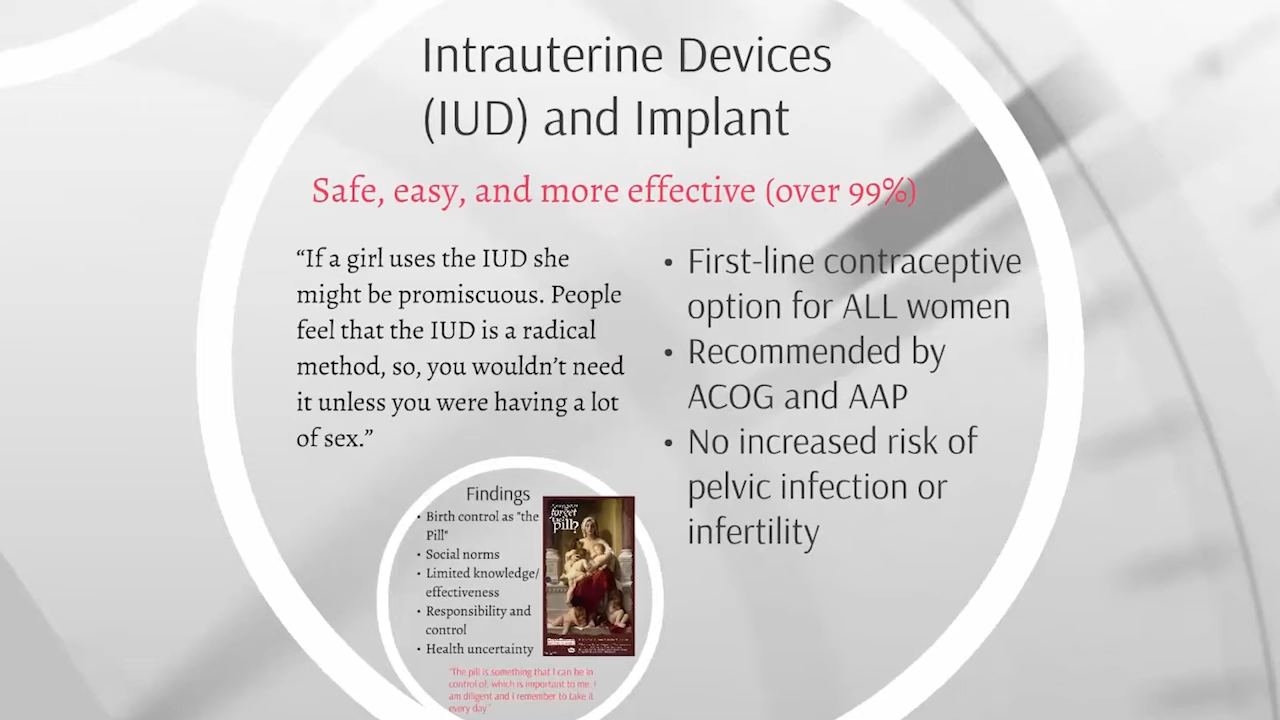 Intrauterine Devices
(IUD) and Implant
Safe, easy, and more effective (over 99%)
“If a girl uses the IUD she
might be promiscuous. People
feel that the IUD is a radical
method, so, you wouldn’t need
it unless you were having a lot
of sex.”
• First-line contraceptive
option for ALL women
• Recommended by
ACOG and AAP
• No increased risk of
pelvic infection or
infertility
Findings
• Birth control as "the
Pill"
• Social norms
• Limited knowledge/
effectiveness
• Responsibility and
control
• Health uncertainty
forget
pill?
"The pill is something that I can be in
control of, which is important to me. I
am diligent and I remember to take it
every day."